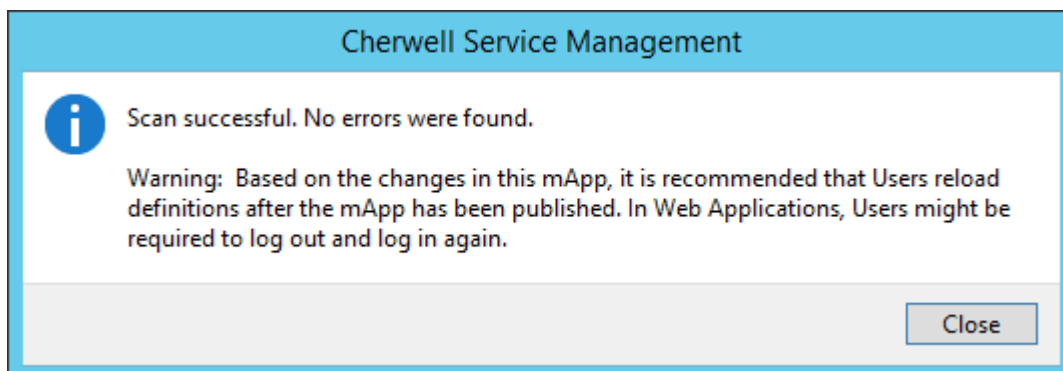 Cherwell Service Management
Scan successful. No errors were found.
Warning:  Based on the changes in this mApp, it is recommended that Users reload
definitions after the mApp has been published. In Web Applications, Users might be
required to log out and log in again.
Close